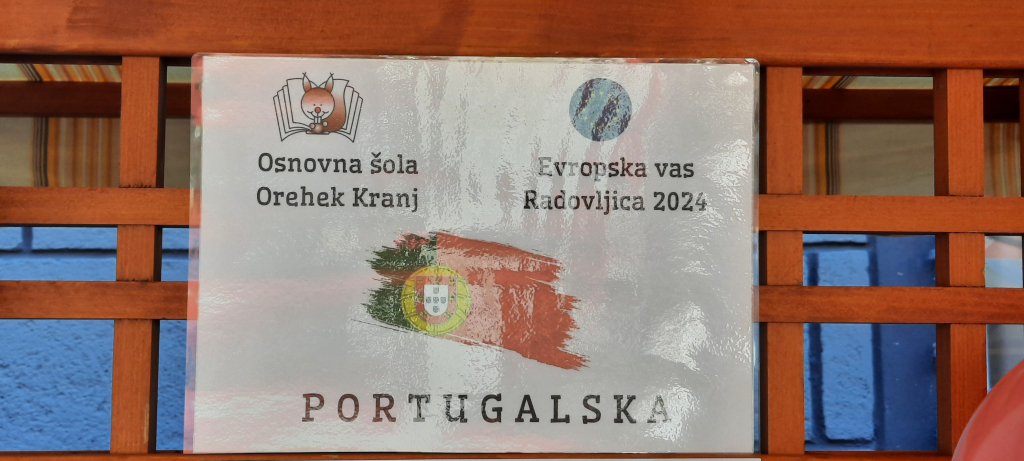 Osnovna šola
Orehek Kranj
Evropska vas
Radovljica 2024
PORTUGALSKA